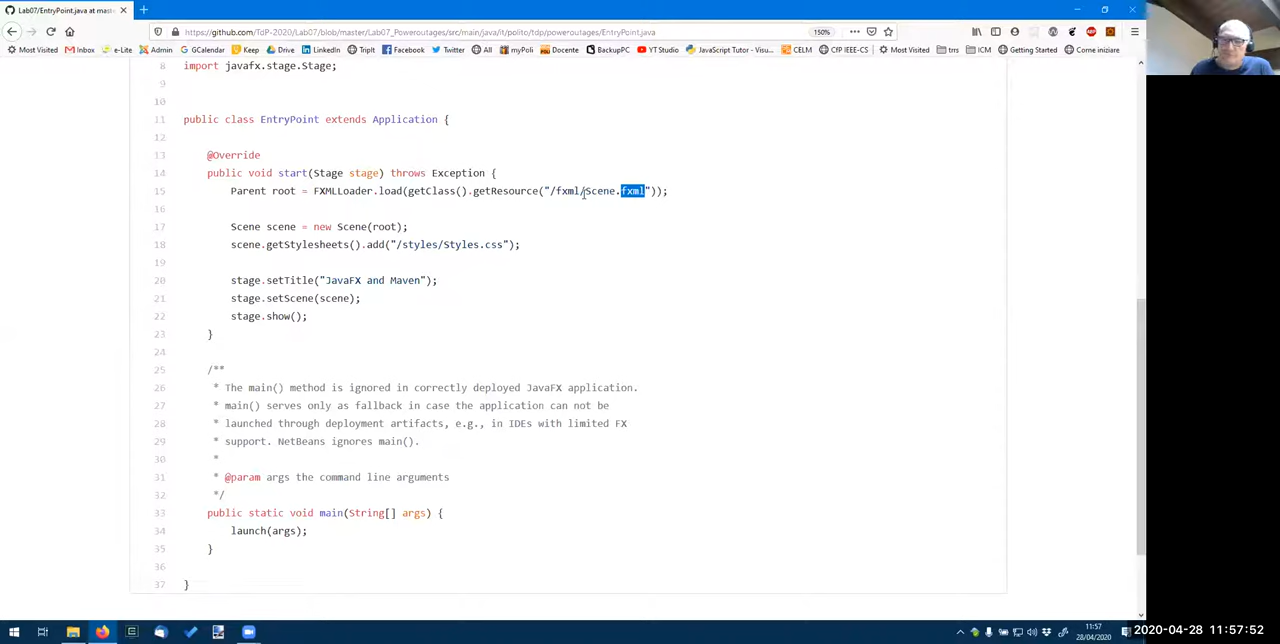 Lab07/EntryPoint.java at mast
https://github.com/TdP-2020/Lab07/blob/master/Lab07_Poweroutages/src/main/java/it/polito/tdp/poweroutages/EntryPoint.java
150%
Most Visited Inbox e-Lite Admin GCalendar Keep Drive LinkedIn TripIt Facebook Twitter All myPoli Docente BackupPC YT Studio JavaScript Tutor - Visu... CELM CfP IEEE-CS Most Visited trrs ICM Getting Started Corne iniziare
8 import javafx.stage.Stage;
9
10
11 public class EntryPoint extends Application {
12
13 @Override
14 public void start(Stage stage) throws Exception {
15 Parent root = FXMLLoader.load(getClass().getResource("/fxml/Scene.fxml"));
16
17 Scene scene = new Scene(root);
18 scene.getStylesheets().add("/styles/Styles.css");
19
20 stage.setTitle("JavaFX and Maven");
21 stage.setScene(scene);
22 stage.show();
23 }
24
25 /**
26 * The main() method is ignored in correctly deployed JavaFX application.
27 * main() serves only as fallback in case the application can not be
28 * launched through deployment artifacts, e.g., in IDEs with limited FX
29 * support. NetBeans ignores main().
30 *
31 * @param args the command line arguments
32 */
33 public static void main(String[] args) {
34 launch(args);
35 }
36
37 }
11:57
28/04/2020
2020-04-28 11:57:52